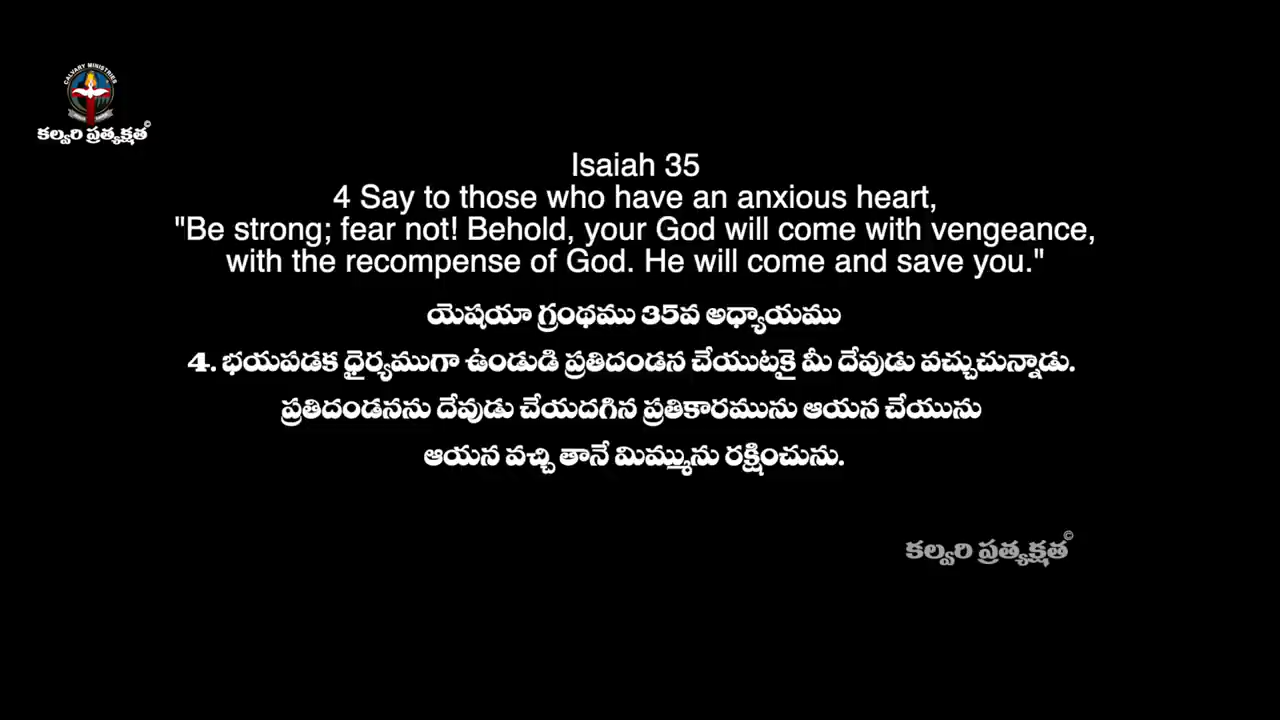 CALVARY MINISTRIES
కల్వరి ప్రత్యక్షత©
Isaiah 35
4 Say to those who have an anxious heart,
"Be strong; fear not! Behold, your God will come with vengeance,
with the recompense of God. He will come and save you."
యెషయా గ్రంథము 35వ అధ్యాయము
4. భయపడక ధైర్యముగా ఉండుడి ప్రతిదండన చేయుటకై మీ దేవుడు వచ్చుచున్నాడు.
ప్రతిదండనను దేవుడు చేయదగిన ప్రతికారమును ఆయన చేయును
ఆయన వచ్చి తానే మిమ్మును రక్షించును.
కల్వరి ప్రత్యక్షత©